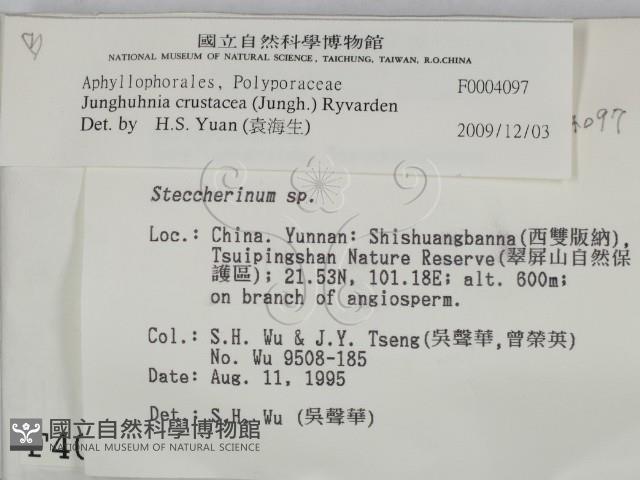 國立自然科學博物館
NATIONAL MUSEUM OF NATURAL SCIENCE, TAICHUNG, TAIWAN, R.O.CHINA
Aphyllophorales, Polyporaceae F0004097
Junghuhnia crustacea (Jungh.) Ryvarden
Det. by H.S. Yuan (袁海生) 2009/12/03
4097
Steccherinum sp.
Loc.: China. Yunnan: Shishuangbanna(西雙版納),
Tsuipingshan Nature Reserve(翠屏山自然保
護區); 21.53N, 101.18E; alt. 600m;
on branch of angiosperm.
Col.: S.H. Wu & J.Y. Tseng(吳聲華,曾榮英)
No. Wu 9508-185
Date: Aug. 11, 1995
Det.: S.H. Wu (吳聲華)
國立自然科學博物館
NATIONAL MUSEUM OF NATURAL SCIENCE